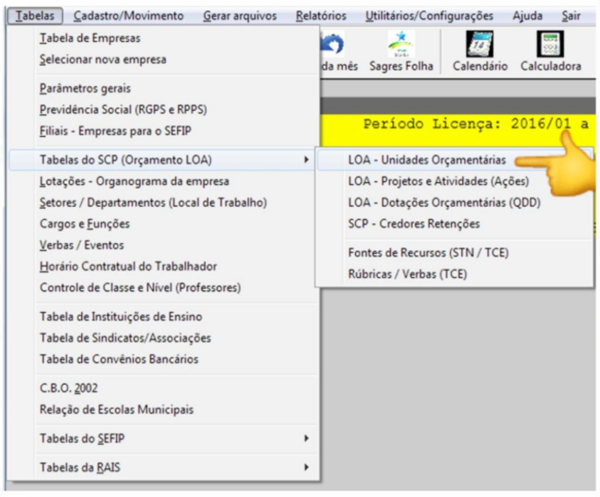 Tabelas Cadastro/Movimento Gerar arquivos Relatórios Utilitários/Configurações Ajuda Sair
da mês Sagres Folha Calendário Calculadora
Período Licença: 2016/01 a
Tabela de Empresas
Selecionar nova empresa
Parâmetros gerais
Previdência Social (RGPS e RPPS)
Filiais - Empresas para o SEFIP
Tabelas do SCP (Orçamento LOA)
Lotações - Organograma da empresa
Setores / Departamentos (Local de Trabalho)
Cargos e Funções
Verbas / Eventos
Horário Contratual do Trabalhador
Controle de Classe e Nível (Professores)
Tabela de Instituições de Ensino
Tabela de Sindicatos/Associações
Tabela de Convênios Bancários
C.B.O. 2002
Relação de Escolas Municipais
Tabelas do SEFIP
Tabelas da RAIS
LOA - Unidades Orçamentárias
LOA - Projetos e Atividades (Ações)
LOA - Dotações Orçamentárias (QDD)
SCP - Credores Retenções
Fontes de Recursos (STN / TCE)
Rúbricas / Verbas (TCE)